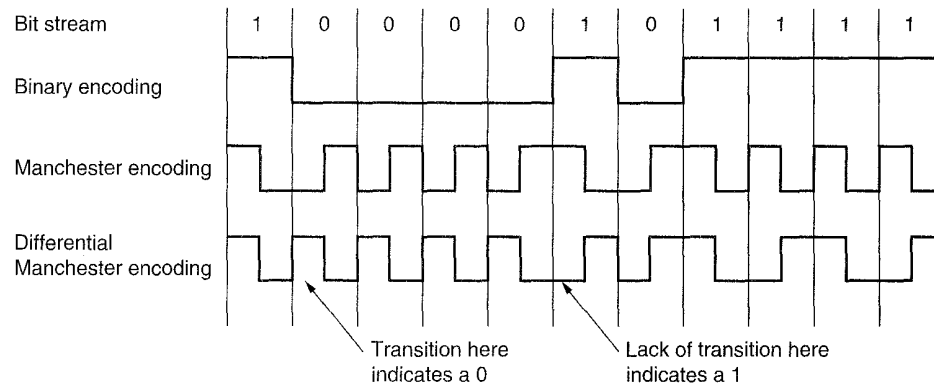 Bit stream 1 0 0 0 0 1 0 1 1 1 1
Binary encoding
Manchester encoding
Differential
Manchester encoding
Transition here
indicates a 0
Lack of transition here
indicates a 1